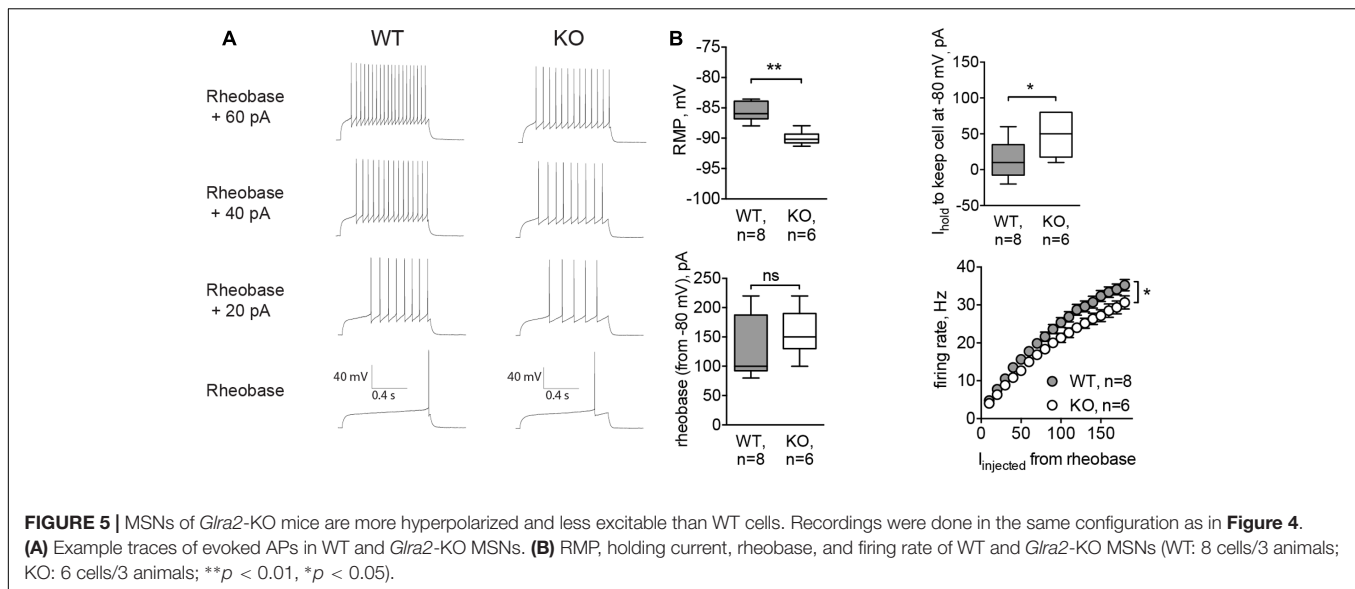 A
WT
KO
Rheobase
+ 60 pA
Rheobase
+ 40 pA
Rheobase
+ 20 pA
Rheobase
40 mV
0.4 s
40 mV
0.4 s
B
RMP, mV
-75
-80
-85
-90
-95
-100
**
WT,
n=8
KO,
n=6
I_hold to keep cell at -80 mV, pA
150
100
50
0
-50
*
WT,
n=8
KO,
n=6
rheobase (from -80 mV), pA
250
200
150
100
50
0
ns
WT,
n=8
KO,
n=6
firing rate, Hz
40
30
20
10
0
*
WT, n=8
KO, n=6
0
50
100
150
I_injected from rheobase
FIGURE 5 | MSNs of Glra2-KO mice are more hyperpolarized and less excitable than WT cells. Recordings were done in the same configuration as in Figure 4.
(A) Example traces of evoked APs in WT and Glra2-KO MSNs. (B) RMP, holding current, rheobase, and firing rate of WT and Glra2-KO MSNs (WT: 8 cells/3 animals;
KO: 6 cells/3 animals; **p < 0.01, *p < 0.05).